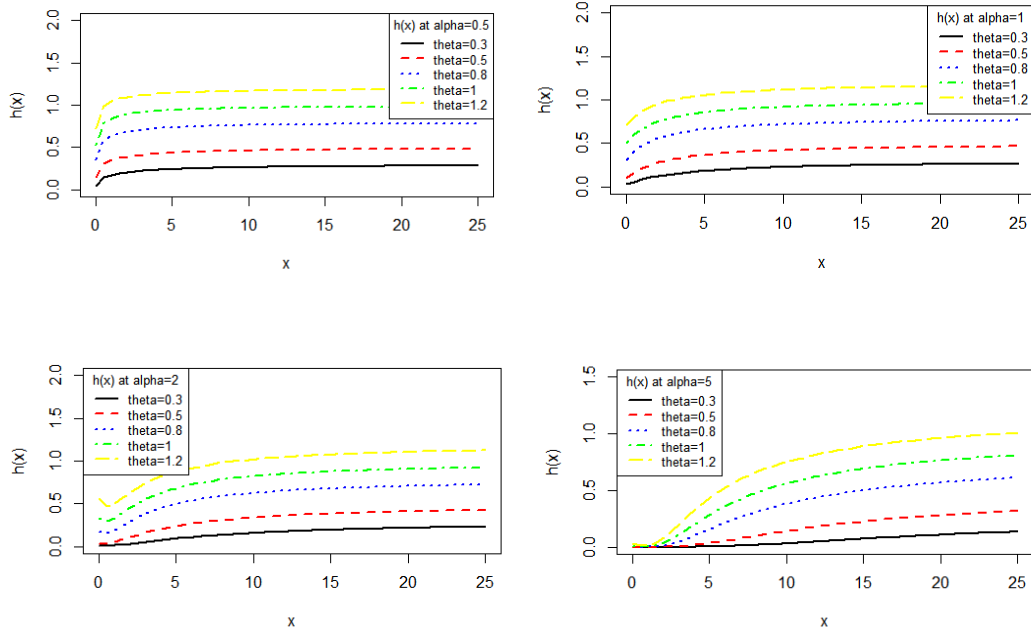 h(x)
2.0
1.5
1.0
0.5
0.0
h(x) at alpha=0.5
theta=0.3
theta=0.5
theta=0.8
theta=1
theta=1.2
0 5 10 15 20 25
x
h(x)
2.0
1.5
1.0
0.5
0.0
h(x) at alpha=1
theta=0.3
theta=0.5
theta=0.8
theta=1
theta=1.2
0 5 10 15 20 25
x
h(x)
2.0
1.5
1.0
0.5
0.0
h(x) at alpha=2
theta=0.3
theta=0.5
theta=0.8
theta=1
theta=1.2
0 5 10 15 20 25
x
h(x)
1.5
1.0
0.5
0.0
h(x) at alpha=5
theta=0.3
theta=0.5
theta=0.8
theta=1
theta=1.2
0 5 10 15 20 25
x